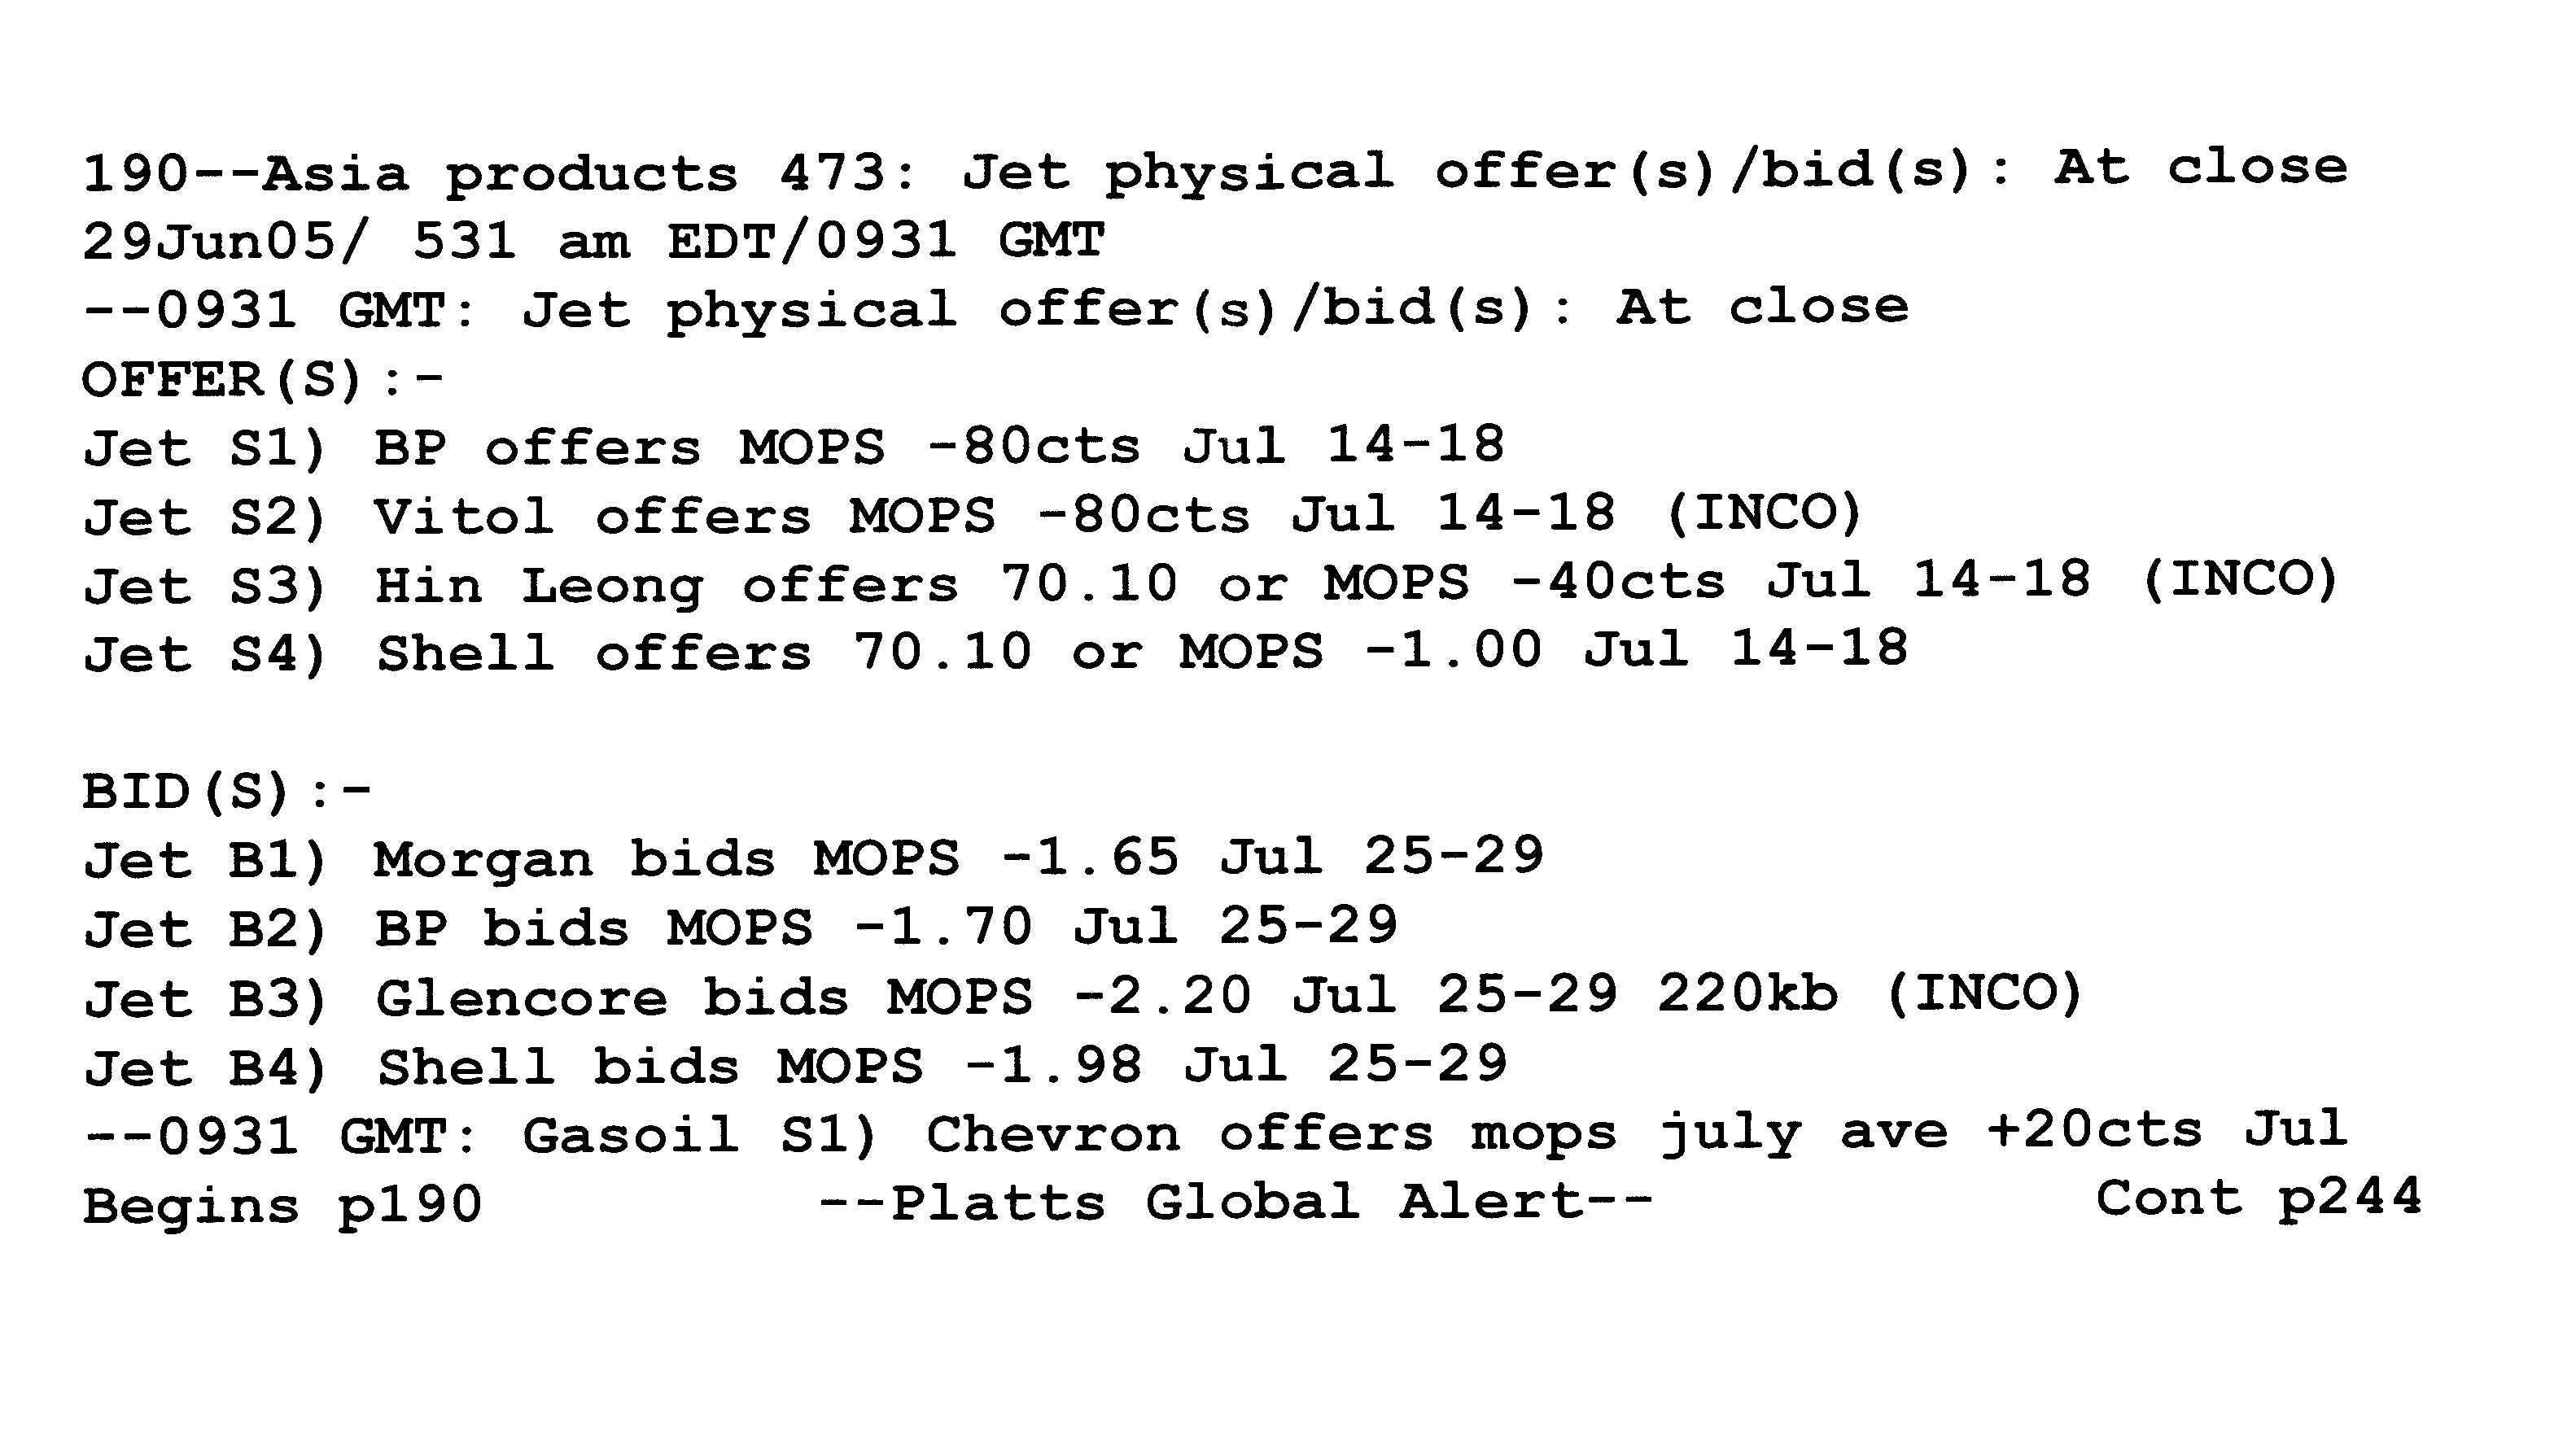 190--Asia products 473: Jet physical offer(s)/bid(s): At close
29Jun05/ 531 am EDT/0931 GMT
--0931 GMT: Jet physical offer(s)/bid(s): At close
OFFER(S):-
Jet S1) BP offers MOPS -80cts Jul 14-18
Jet S2) Vitol offers MOPS -80cts Jul 14-18 (INCO)
Jet S3) Hin Leong offers 70.10 or MOPS -40cts Jul 14-18 (INCO)
Jet S4) Shell offers 70.10 or MOPS -1.00 Jul 14-18
BID(S):-
Jet B1) Morgan bids MOPS -1.65 Jul 25-29
Jet B2) BP bids MOPS -1.70 Jul 25-29
Jet B3) Glencore bids MOPS -2.20 Jul 25-29 220kb (INCO)
Jet B4) Shell bids MOPS -1.98 Jul 25-29
--0931 GMT: Gasoil S1) Chevron offers mops july ave +20cts Jul
Begins p190 --Platts Global Alert-- Cont p244